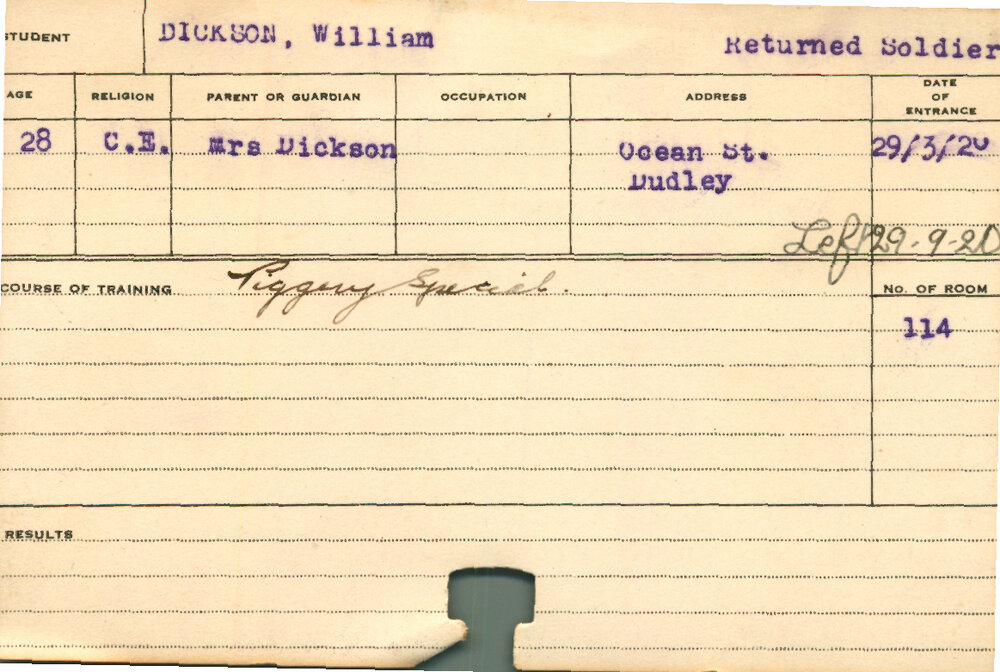 STUDENT DICKSON, William Returned Soldier
AGE RELIGION PARENT OR GUARDIAN OCCUPATION ADDRESS DATE OF ENTRANCE
28 C.E. Mrs Dickson Ocean St. 29/3/20
Dudley
Left 29-9-20
COURSE OF TRAINING Piggery Special. No. OF ROOM
114
RESULTS